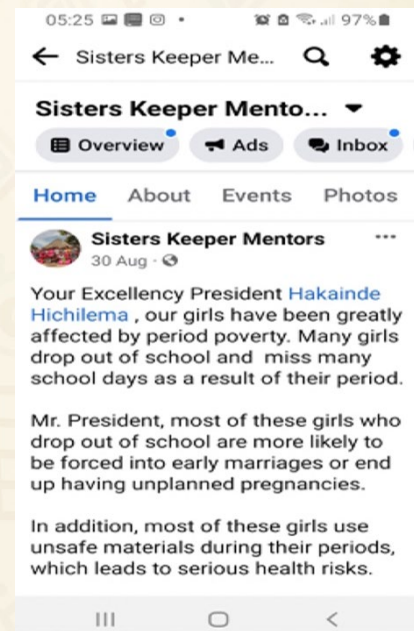 05:25
97%
Sisters Keeper Me...
Sisters Keeper Mento...
Overview Ads Inbox
Home About Events Photos
Sisters Keeper Mentors
30 Aug
Your Excellency President Hakainde
Hichilema , our girls have been greatly
affected by period poverty. Many girls
drop out of school and miss many
school days as a result of their period.
Mr. President, most of these girls who
drop out of school are more likely to
be forced into early marriages or end
up having unplanned pregnancies.
In addition, most of these girls use
unsafe materials during their periods,
which leads to serious health risks.